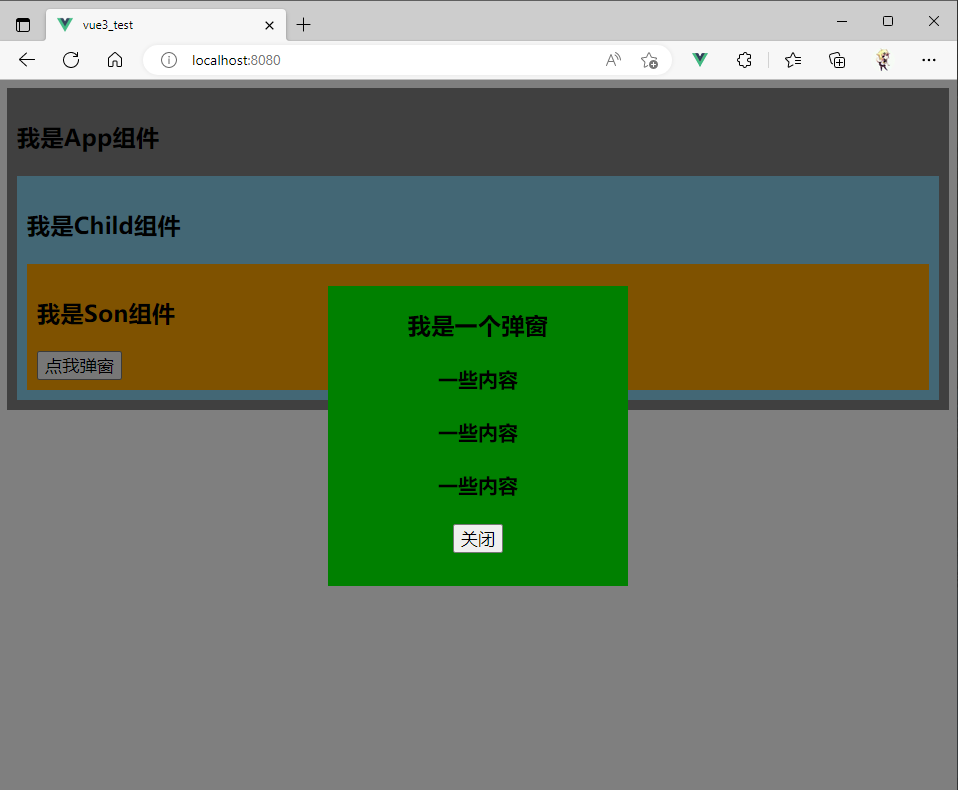 vue3_test
localhost:8080
我是App组件
我是Child组件
我是Son组件
点我弹窗
我是一个弹窗
一些内容
一些内容
一些内容
关闭